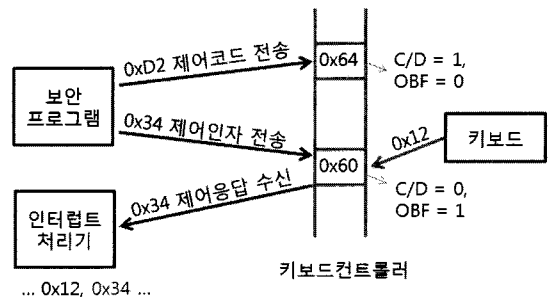 0xD2 제어코드 전송
0x64
C/D = 1,
OBF = 0
보안
프로그램
0x34 제어인자 전송
0x12
키보드
0x60
C/D = 0,
OBF = 1
0x34 제어응답 수신
인터럽트
처리기
키보드컨트롤러
... 0x12, 0x34 ...